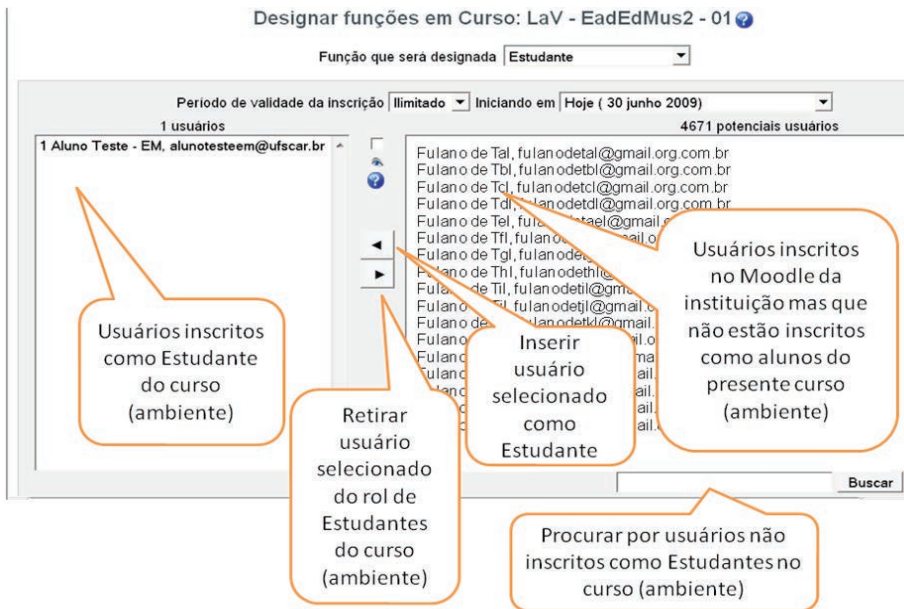 Designar funções em Curso: LaV - EadEdMus2 - 01
Função que será designada Estudante
Período de validade da inscrição Ilimitado Iniciando em Hoje ( 30 junho 2009)
1 usuários
4671 potenciais usuários
1 Aluno Teste - EM, alunotesteem@ufscar.br
Fulano de Tal, fulanodetal@gmail.org.com.br
Fulano de Tbl, fulanodetbl@gmail.org.com.br
Fulano de Tcl, fulanodetcl@gmail.org.com.br
Fulano de Tdl, fulanodetdl@gmail.org.com.br
Fulano de Tel,
Fulano de Tfl,
Fulano de Tgl,
Fulano de Thl, fulanodethl@
Fulano de Til, fulanodetil@
fulanodetjl@gmail.
Fulano
Usuários inscritos
como Estudante
do curso
(ambiente)
Retirar
usuário
selecionado
do rol de
Estudantes
do curso
(ambiente)
Inserir
usuário
selecionado
como
Estudante
Usuários inscritos
no Moodle da
instituição mas que
não estão inscritos
como alunos do
presente curso
(ambiente)
Buscar
Procurar por usuários não
inscritos como Estudantes no
curso (ambiente)